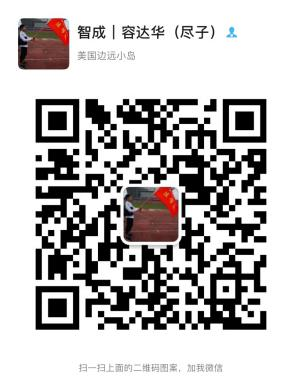 智成｜容达华（尽子）
美国边远小岛
扫一扫上面的二维码图案，加我微信